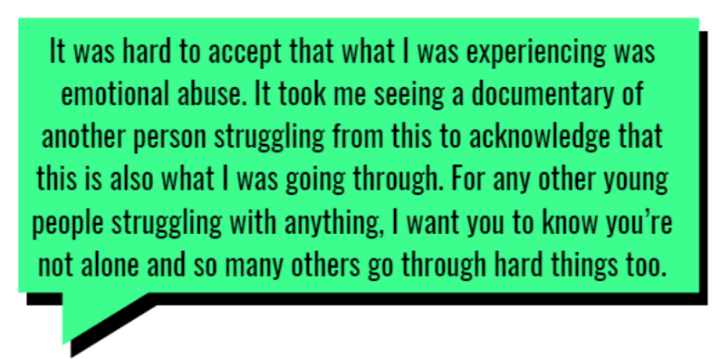 It was hard to accept that what I was experiencing was
emotional abuse. It took me seeing a documentary of
another person struggling from this to acknowledge that
this is also what I was going through. For any other young
people struggling with anything, I want you to know you’re
not alone and so many others go through hard things too.